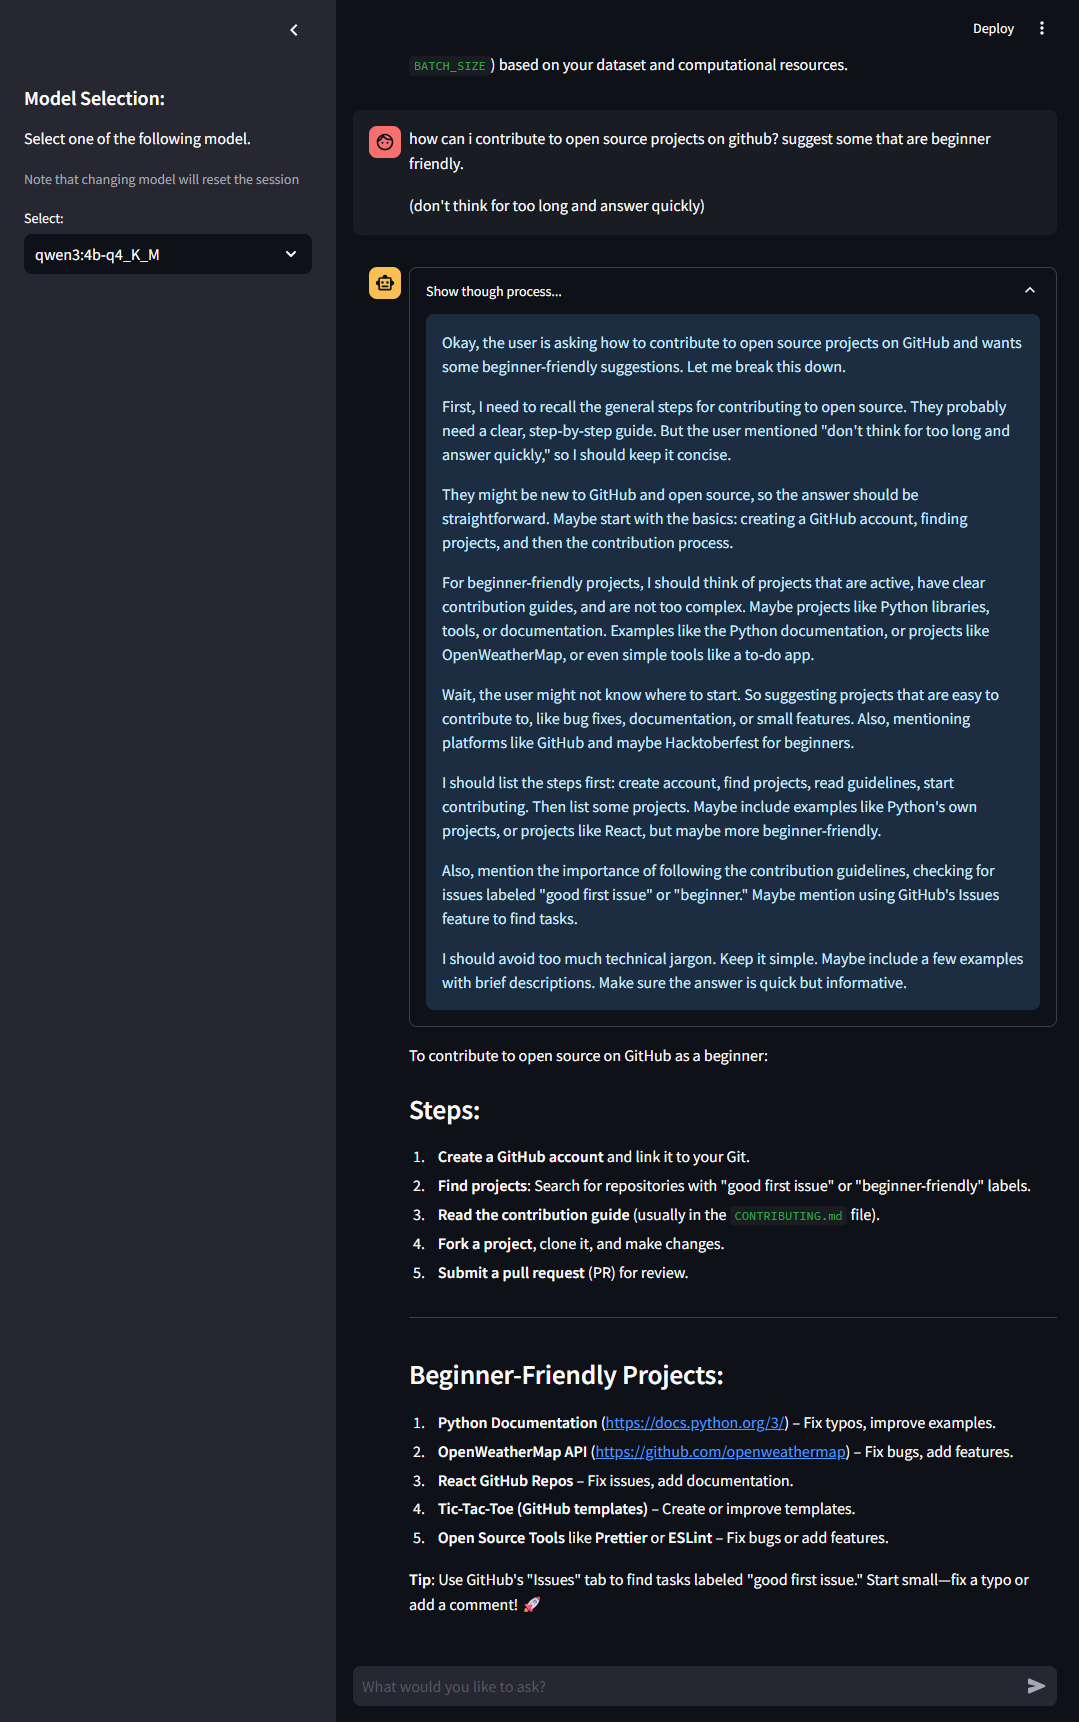 Deploy
Model Selection:
Select one of the following model.
Note that changing model will reset the session
Select:
qwen3:4b-q4_K_M
BATCH_SIZE ) based on your dataset and computational resources.
how can i contribute to open source projects on github? suggest some that are beginner
friendly.
(don't think for too long and answer quickly)
Show though process...
Okay, the user is asking how to contribute to open source projects on GitHub and wants
some beginner-friendly suggestions. Let me break this down.
First, I need to recall the general steps for contributing to open source. They probably
need a clear, step-by-step guide. But the user mentioned "don't think for too long and
answer quickly," so I should keep it concise.
They might be new to GitHub and open source, so the answer should be
straightforward. Maybe start with the basics: creating a GitHub account, finding
projects, and then the contribution process.
For beginner-friendly projects, I should think of projects that are active, have clear
contribution guides, and are not too complex. Maybe projects like Python libraries,
tools, or documentation. Examples like the Python documentation, or projects like
OpenWeatherMap, or even simple tools like a to-do app.
Wait, the user might not know where to start. So suggesting projects that are easy to
contribute to, like bug fixes, documentation, or small features. Also, mentioning
platforms like GitHub and maybe Hacktoberfest for beginners.
I should list the steps first: create account, find projects, read guidelines, start
contributing. Then list some projects. Maybe include examples like Python's own
projects, or projects like React, but maybe more beginner-friendly.
Also, mention the importance of following the contribution guidelines, checking for
issues labeled "good first issue" or "beginner." Maybe mention using GitHub's Issues
feature to find tasks.
I should avoid too much technical jargon. Keep it simple. Maybe include a few examples
with brief descriptions. Make sure the answer is quick but informative.
To contribute to open source on GitHub as a beginner:
Steps:
1. Create a GitHub account and link it to your Git.
2. Find projects: Search for repositories with "good first issue" or "beginner-friendly" labels.
3. Read the contribution guide (usually in the CONTRIBUTING.md file).
4. Fork a project, clone it, and make changes.
5. Submit a pull request (PR) for review.
Beginner-Friendly Projects:
1. Python Documentation (https://docs.python.org/3/) – Fix typos, improve examples.
2. OpenWeatherMap API (https://github.com/openweathermap) – Fix bugs, add features.
3. React GitHub Repos – Fix issues, add documentation.
4. Tic-Tac-Toe (GitHub templates) – Create or improve templates.
5. Open Source Tools like Prettier or ESLint – Fix bugs or add features.
Tip: Use GitHub's "Issues" tab to find tasks labeled "good first issue." Start small—fix a typo or
add a comment! 🚀
What would you like to ask?